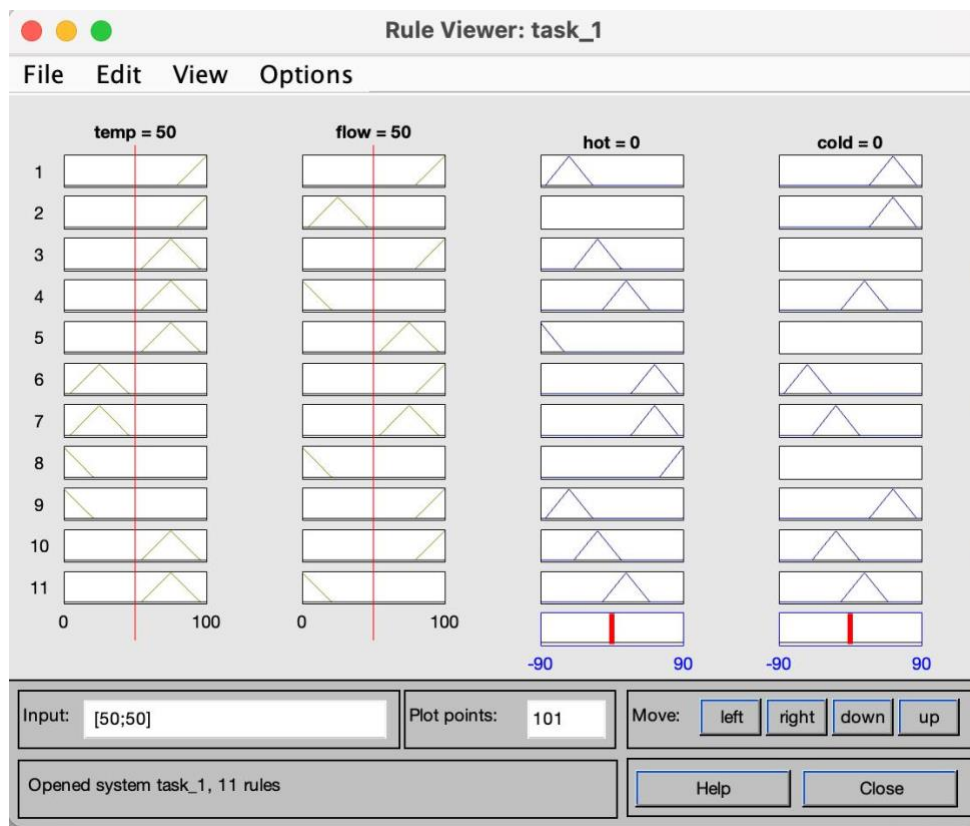 Rule Viewer: task_1
File Edit View Options
temp = 50 flow = 50 hot = 0 cold = 0
1
2
3
4
5
6
7
8
9
10
11
0 100 0 100
-90 90 -90 90
Input: [50;50] Plot points: 101 Move: left right down up
Opened system task_1, 11 rules Help Close